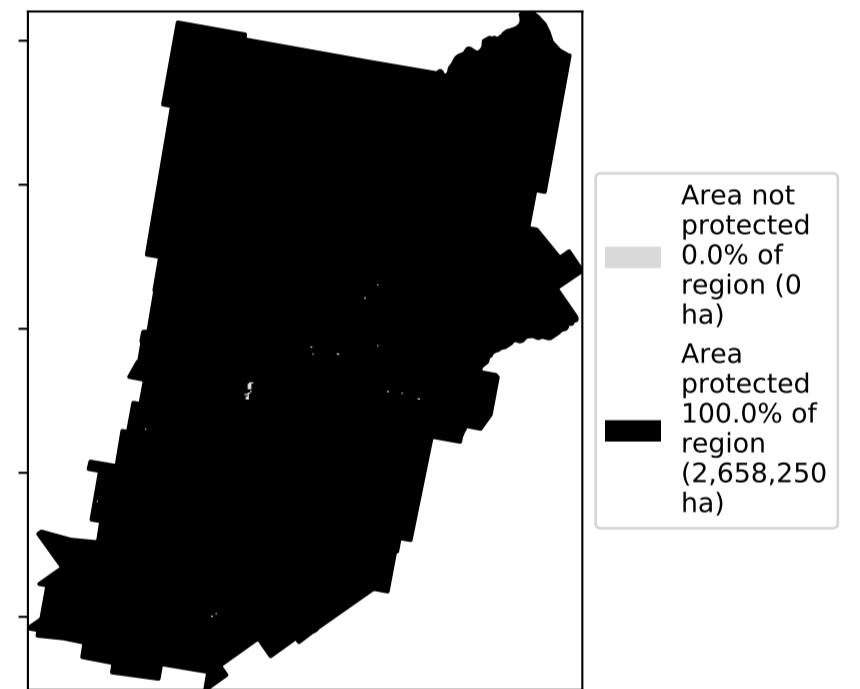 Area not
protected
0.0% of
region (0
ha)
Area
protected
100.0% of
region
(2,658,250
ha)